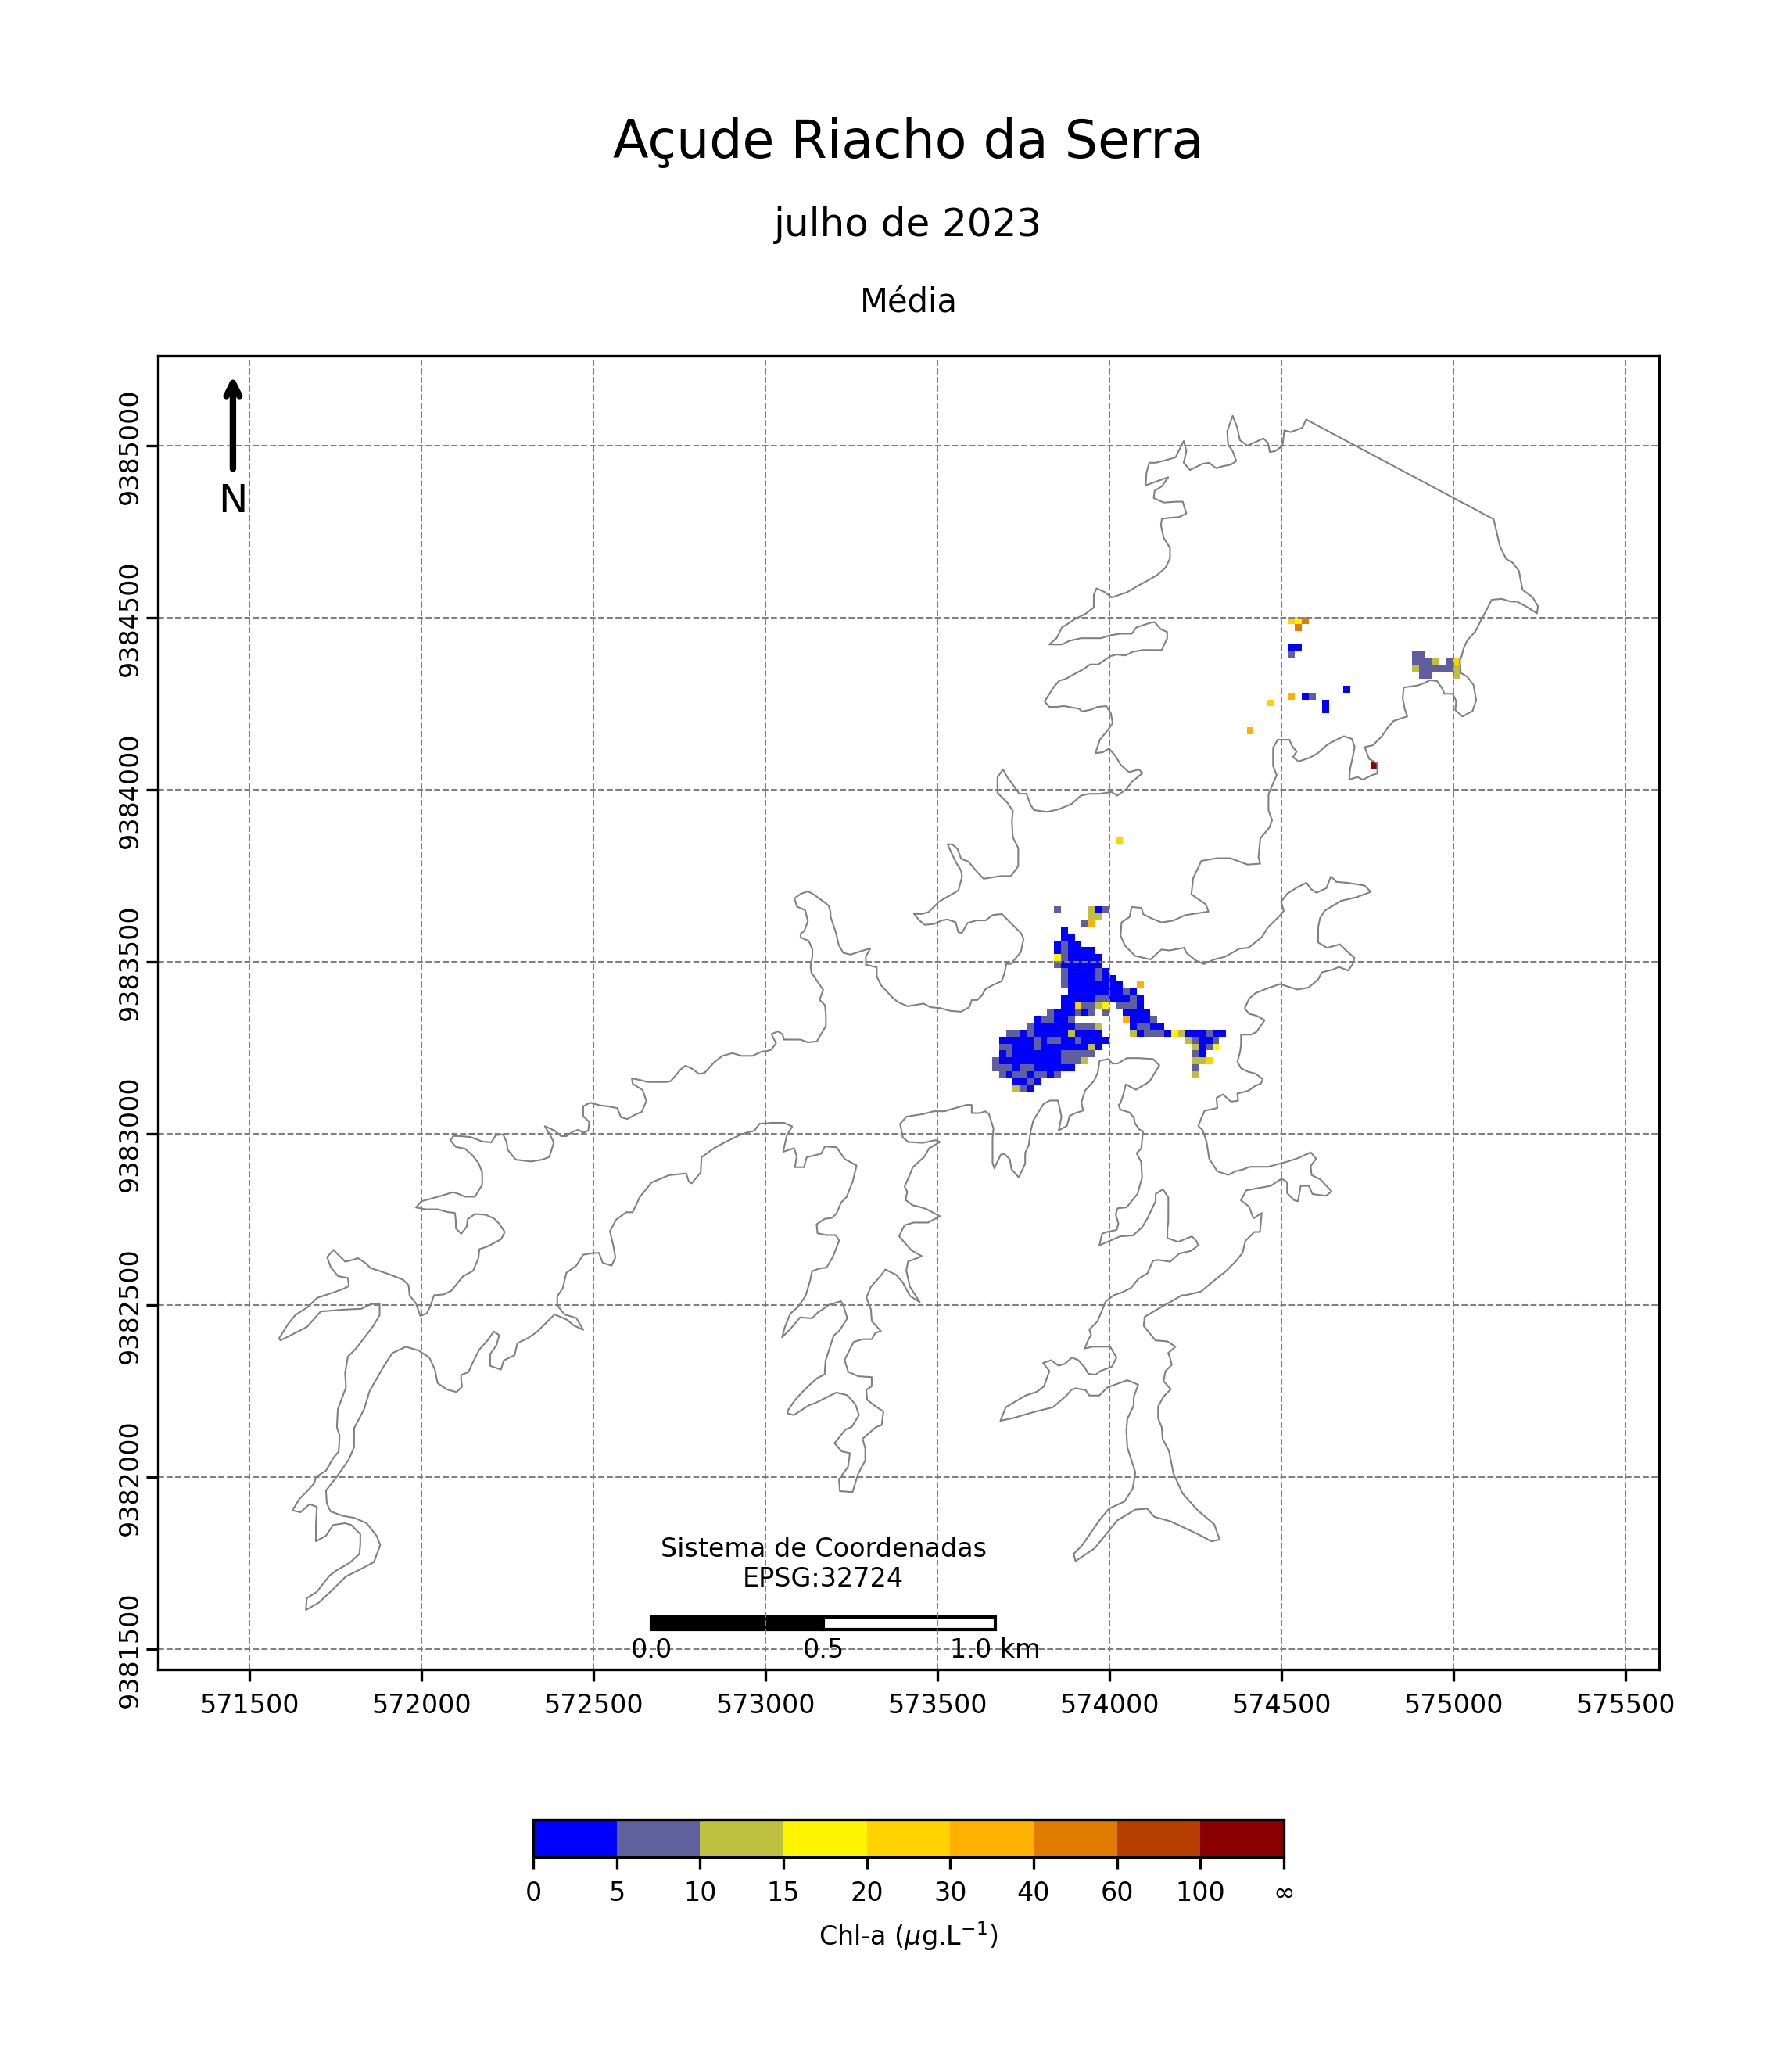 Açude Riacho da Serra
julho de 2023
Média
N
9385000
9384500
9384000
9383500
9383000
9382500
9382000
9381500
Sistema de Coordenadas
EPSG:32724
0.0 0.5 1.0 km
571500 572000 572500 573000 573500 574000 574500 575000 575500
0 5 10 15 20 30 40 60 100 ∞
Chl-a (μg.L⁻¹)